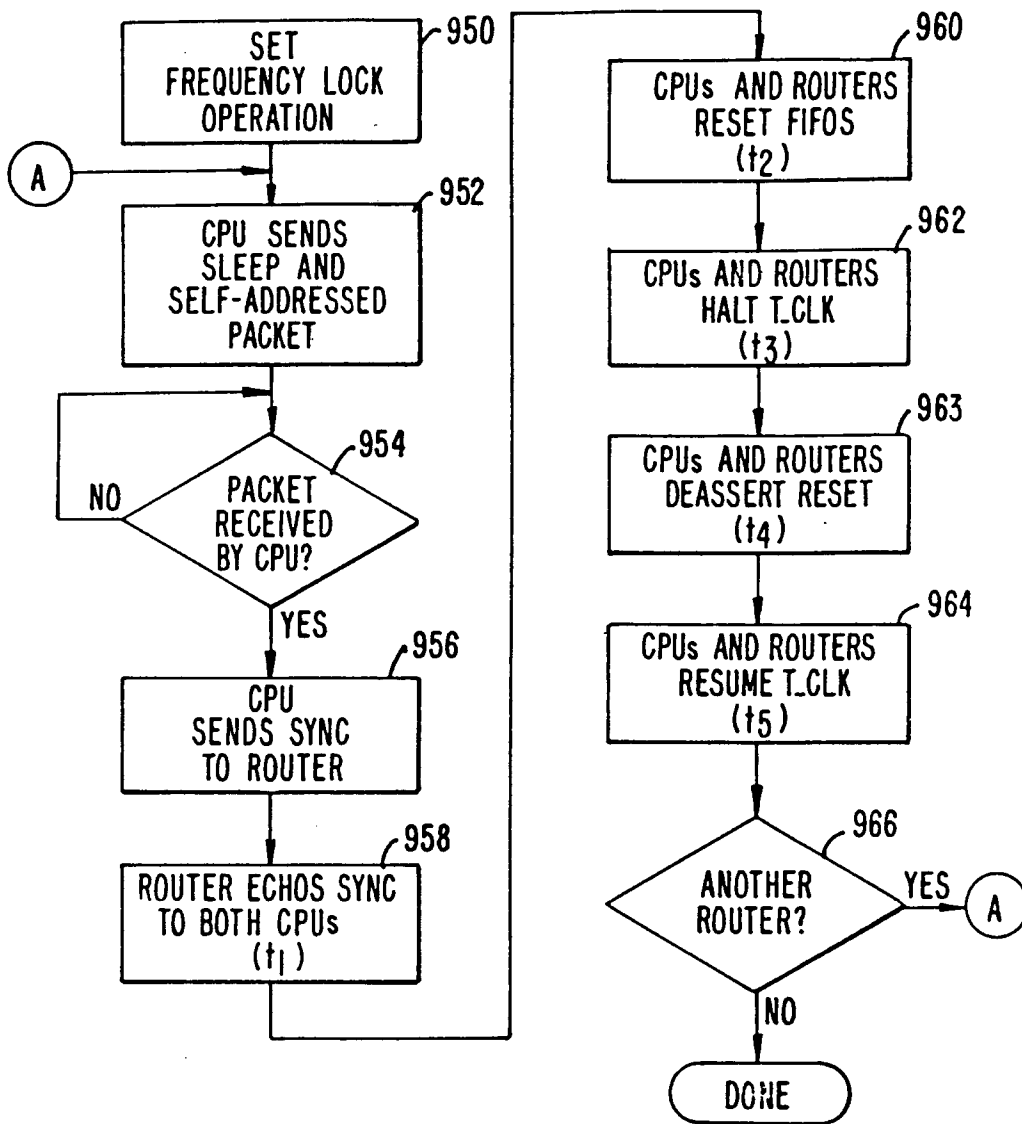 950
SET
FREQUENCY LOCK
OPERATION
A
952
CPU SENDS
SLEEP AND
SELF-ADDRESSED
PACKET
954
NO
PACKET
RECEIVED
BY CPU?
YES
956
CPU
SENDS SYNC
TO ROUTER
958
ROUTER ECHOS SYNC
TO BOTH CPUs
(t1)
960
CPUs AND ROUTERS
RESET FIFOS
(t2)
962
CPUs AND ROUTERS
HALT T_CLK
(t3)
963
CPUs AND ROUTERS
DEASSERT RESET
(t4)
964
CPUs AND ROUTERS
RESUME T_CLK
(t5)
966
ANOTHER
ROUTER?
YES
A
NO
DONE